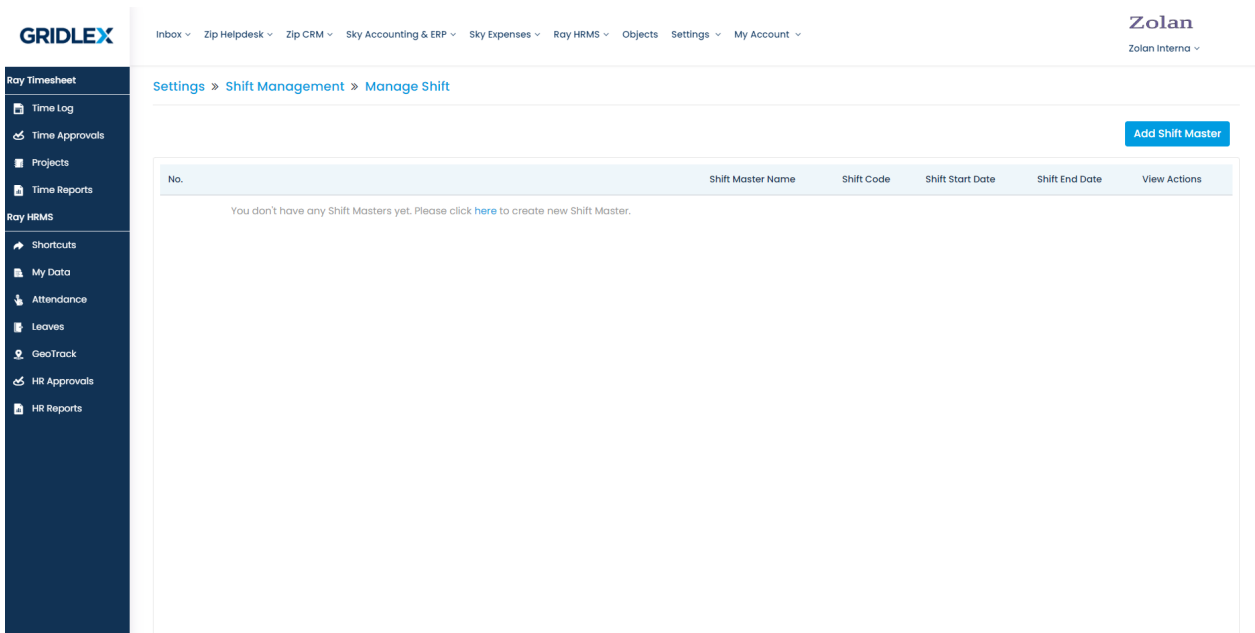 GRIDLEX
Inbox Zip Helpdesk Zip CRM Sky Accounting & ERP Sky Expenses Ray HRMS Objects Settings My Account
Zolan
Zolan Interna
Ray Timesheet
Time Log
Time Approvals
Projects
Time Reports
Ray HRMS
Shortcuts
My Data
Attendance
Leaves
GeoTrack
HR Approvals
HR Reports
Settings » Shift Management » Manage Shift
Add Shift Master
No. Shift Master Name Shift Code Shift Start Date Shift End Date View Actions
You don't have any Shift Masters yet. Please click here to create new Shift Master.